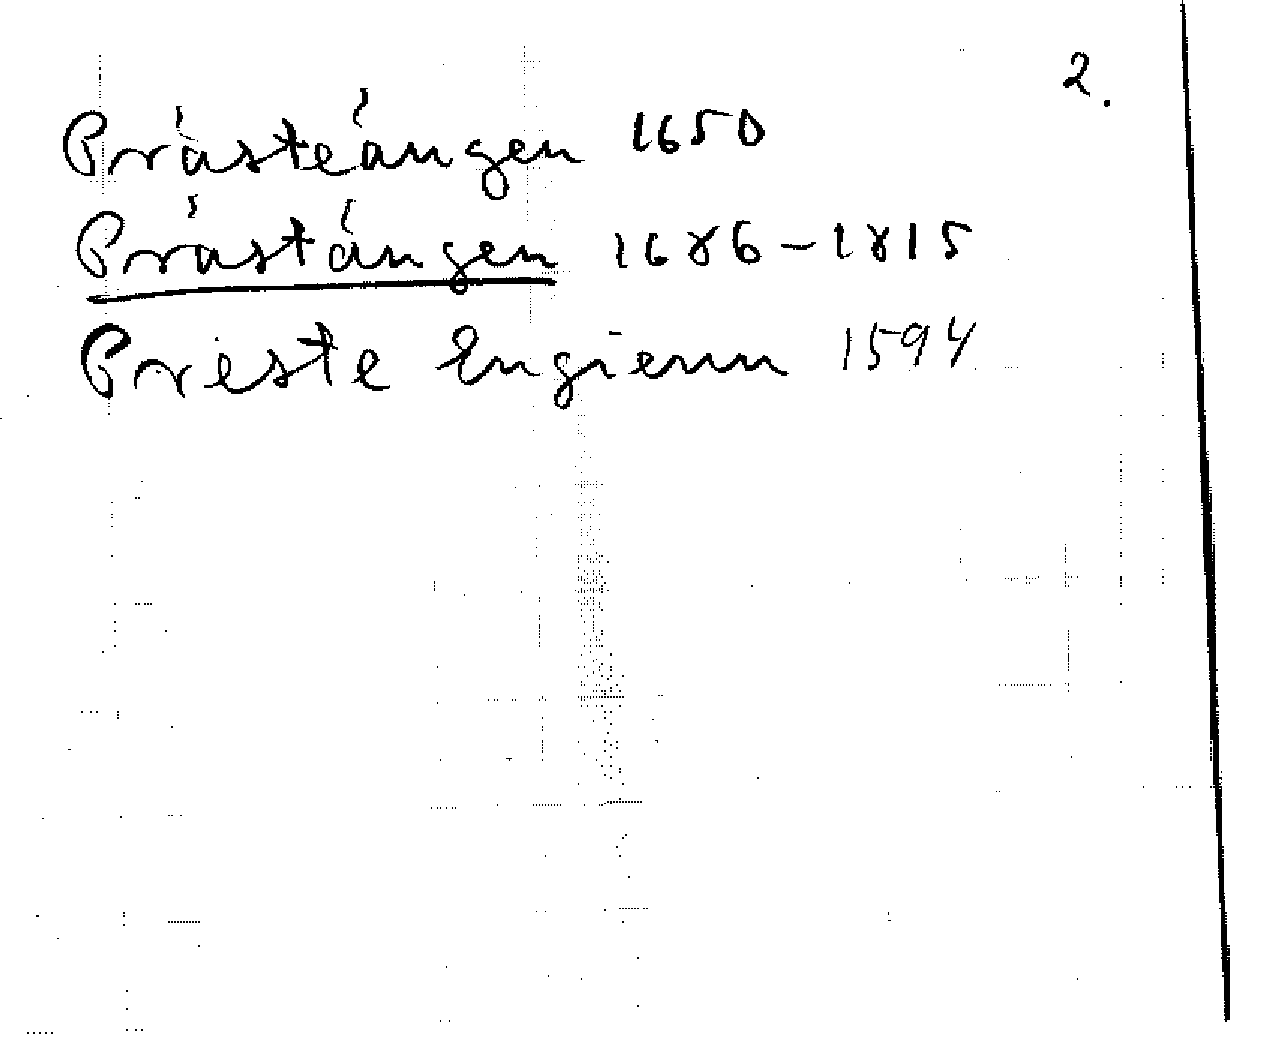 2.
Prästeängen 1650
Prästängen 1686-1815
Prieste Engienn 1594